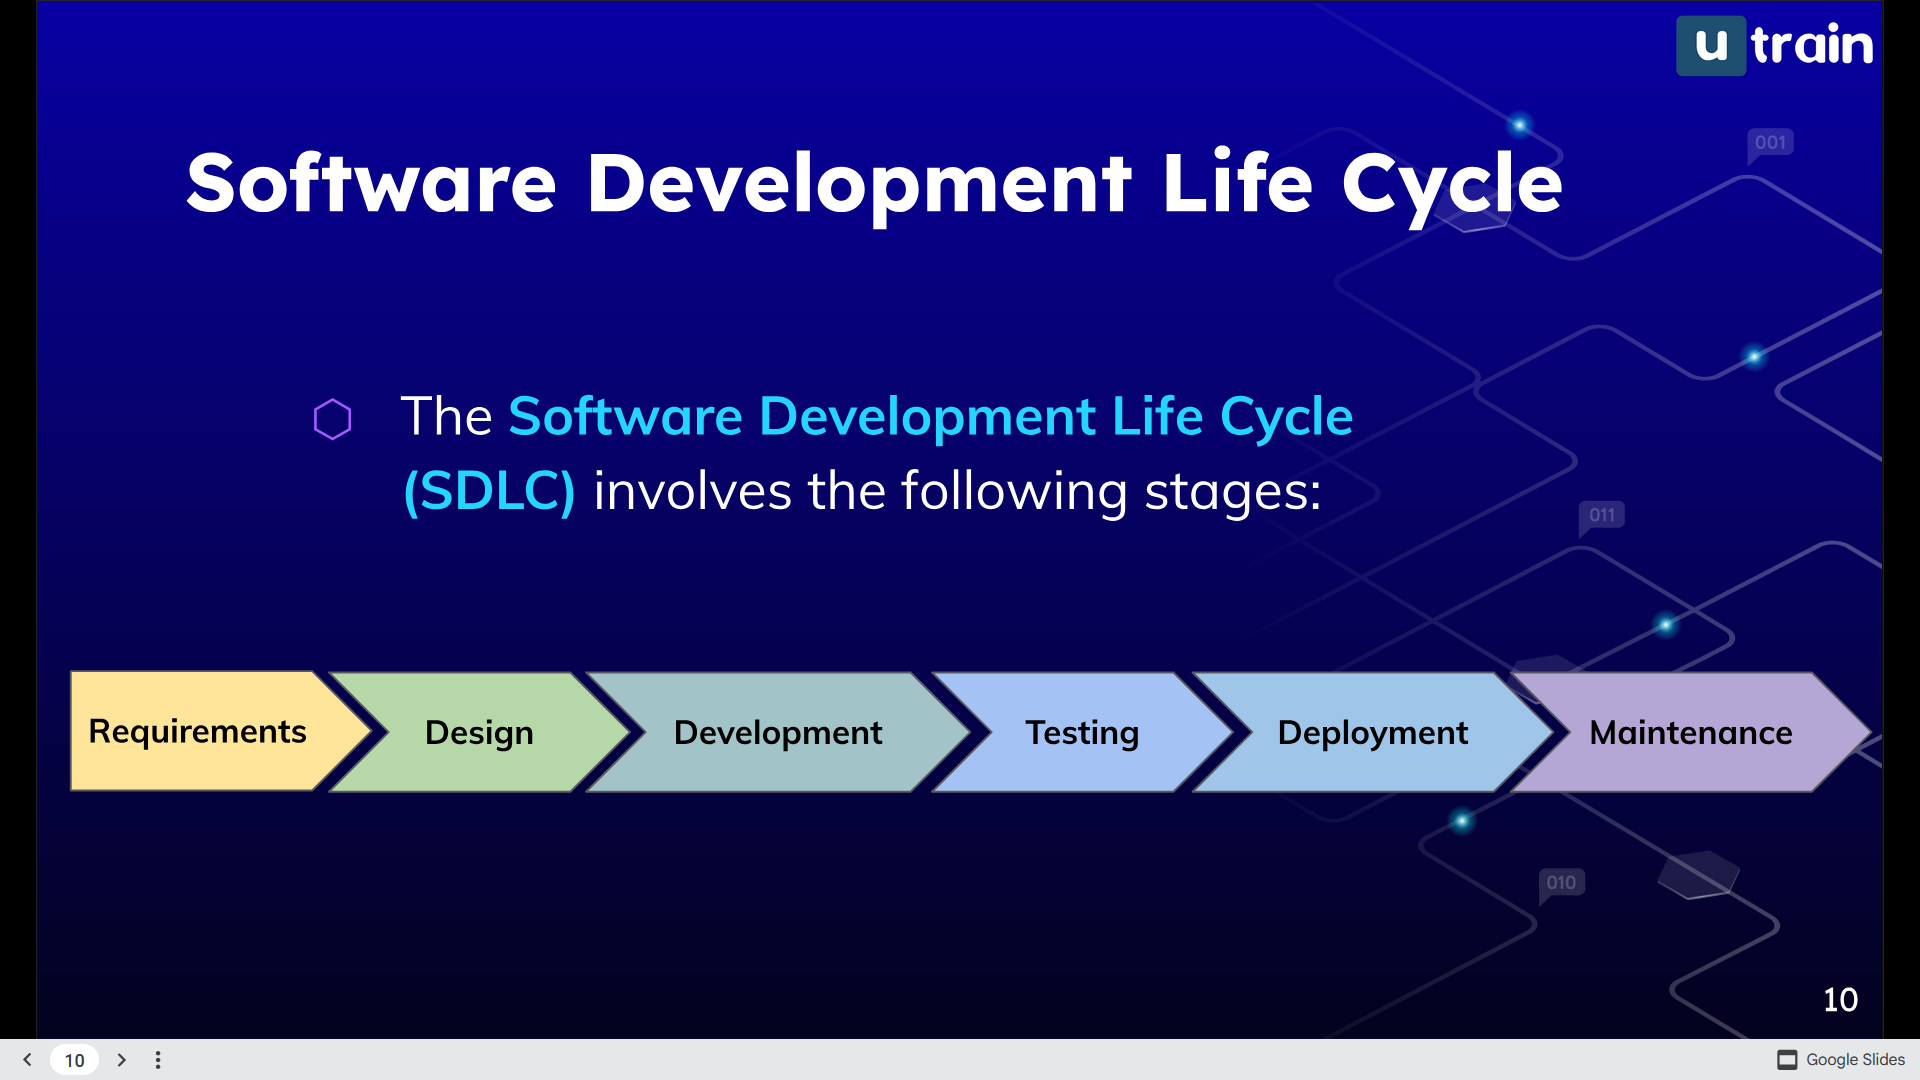 u train
001
Software Development Life Cycle
The Software Development Life Cycle
(SDLC) involves the following stages:
011
Requirements Design Development Testing Deployment Maintenance
010
10
10
Google Slides